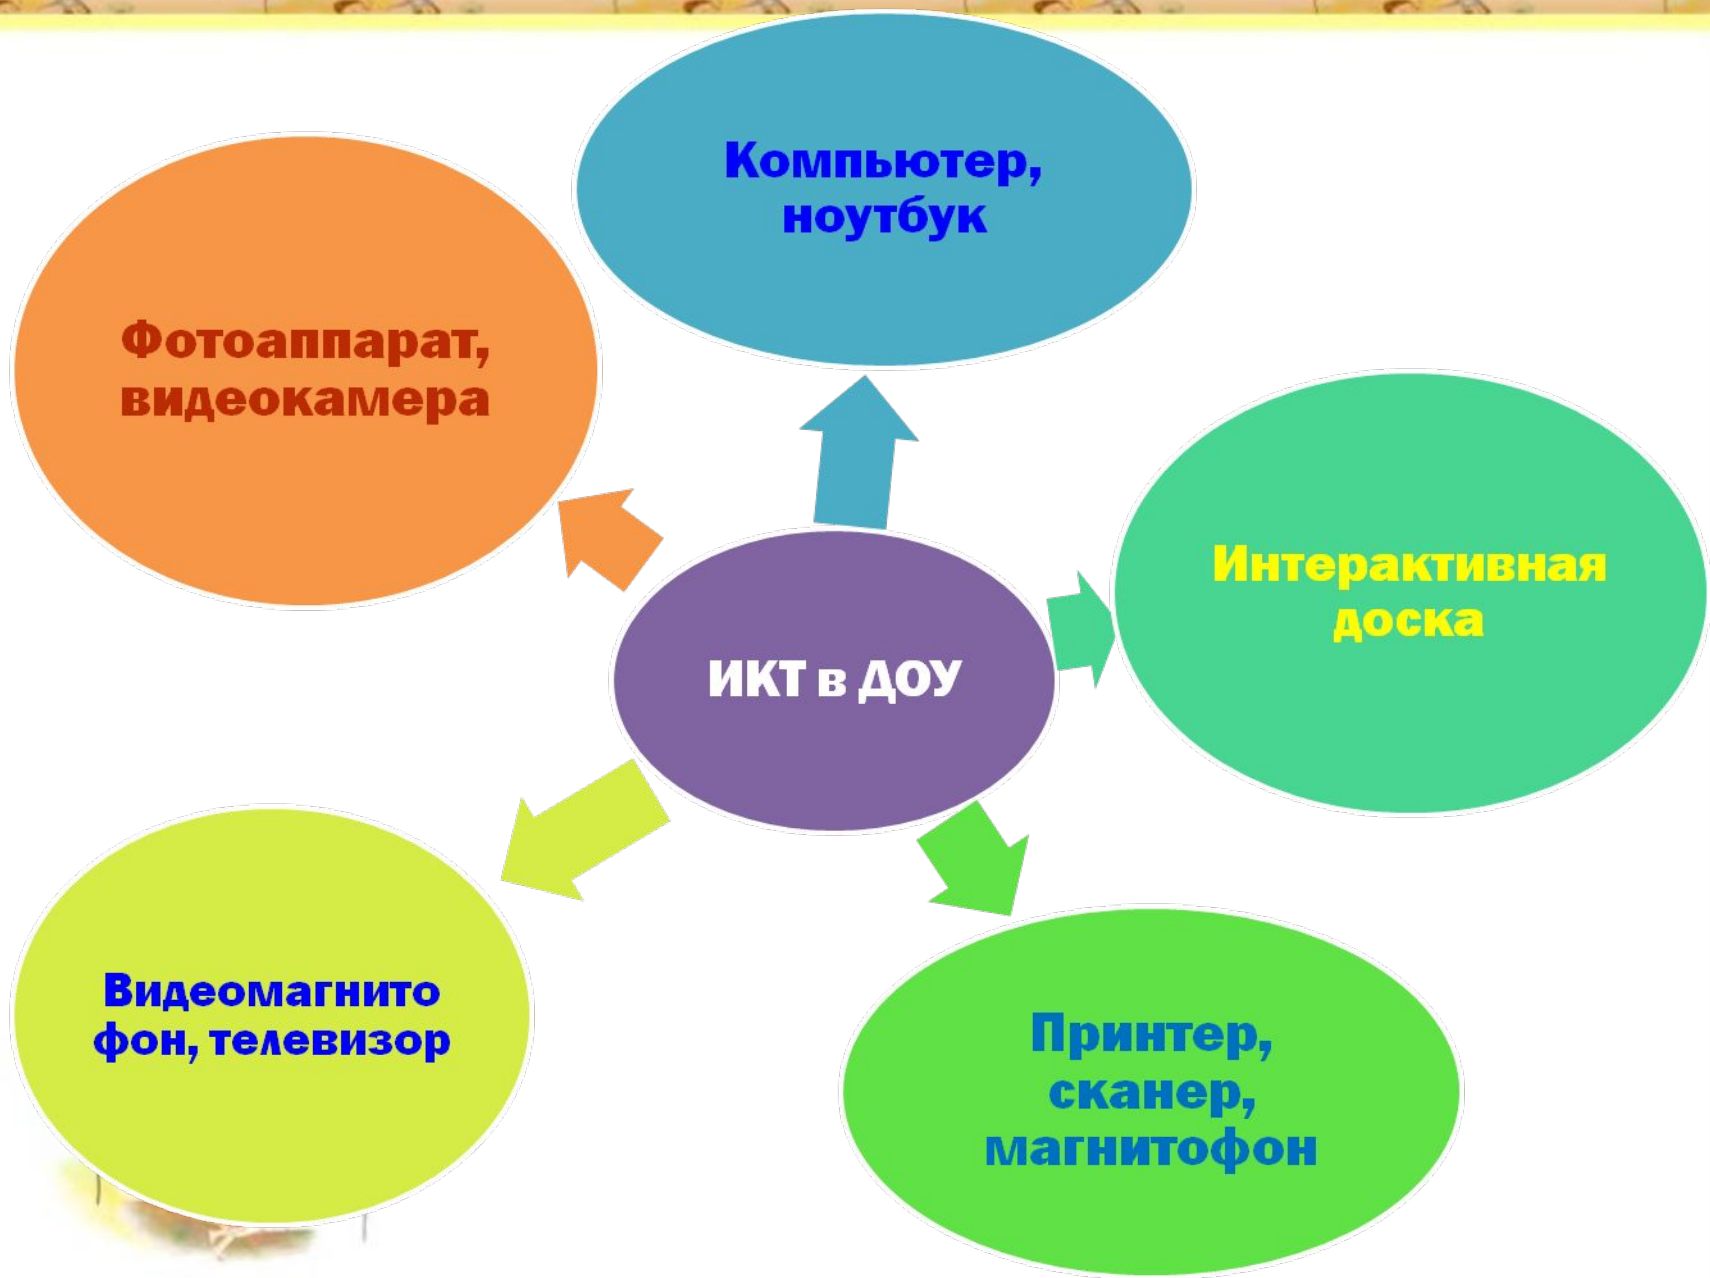 Компьютер,
ноутбук
Фотоаппарат,
видеокамера
Интерактивная
доска
ИКТ в ДОУ
Видеомагнито
фон, телевизор
Принтер,
сканер,
магнитофон